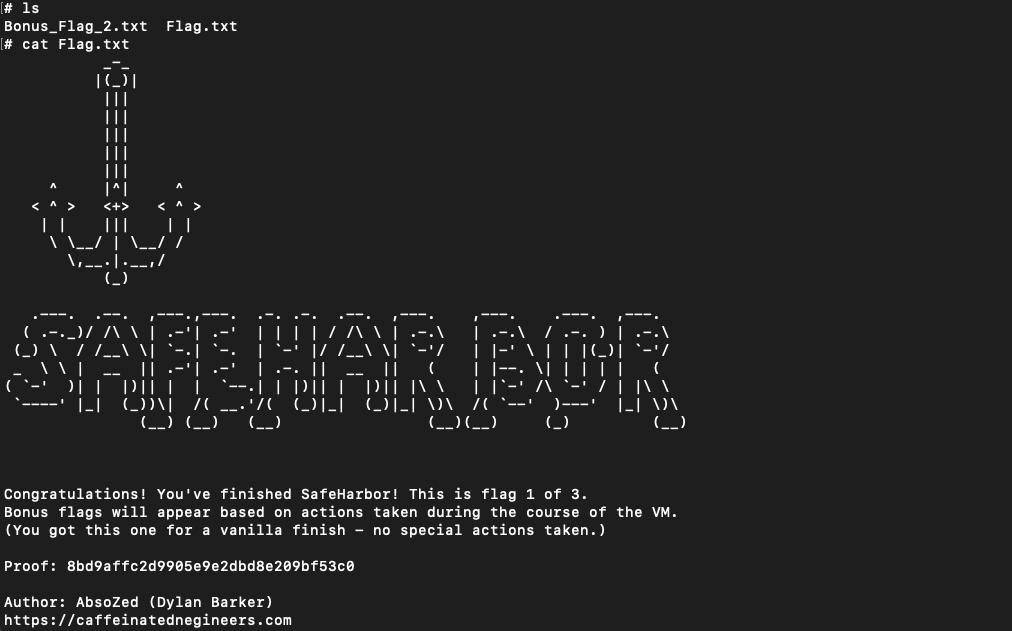 # ls
Bonus_Flag_2.txt  Flag.txt
# cat Flag.txt
SAFEHARBOR
Congratulations! You've finished SafeHarbor! This is flag 1 of 3.
Bonus flags will appear based on actions taken during the course of the VM.
(You got this one for a vanilla finish - no special actions taken.)
Proof: 8bd9affc2d9905e9e2dbd8e209bf53c0
Author: AbsoZed (Dylan Barker)
https://caffeinatednegineers.com